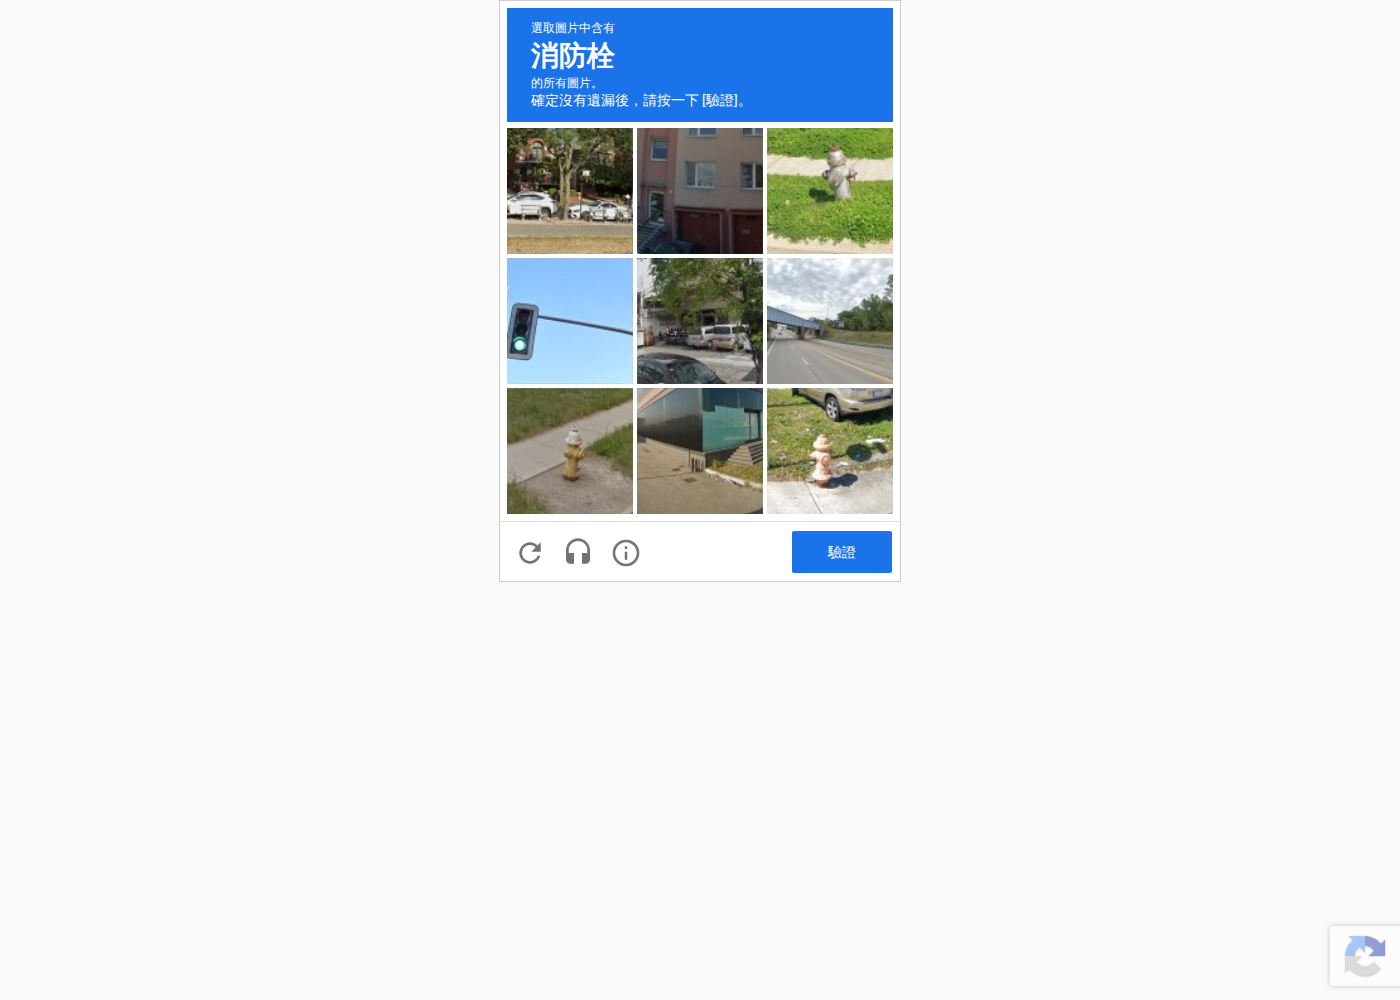 選取圖片中含有
消防栓
的所有圖片。
確定沒有遺漏後，請按一下 [驗證]。
驗證